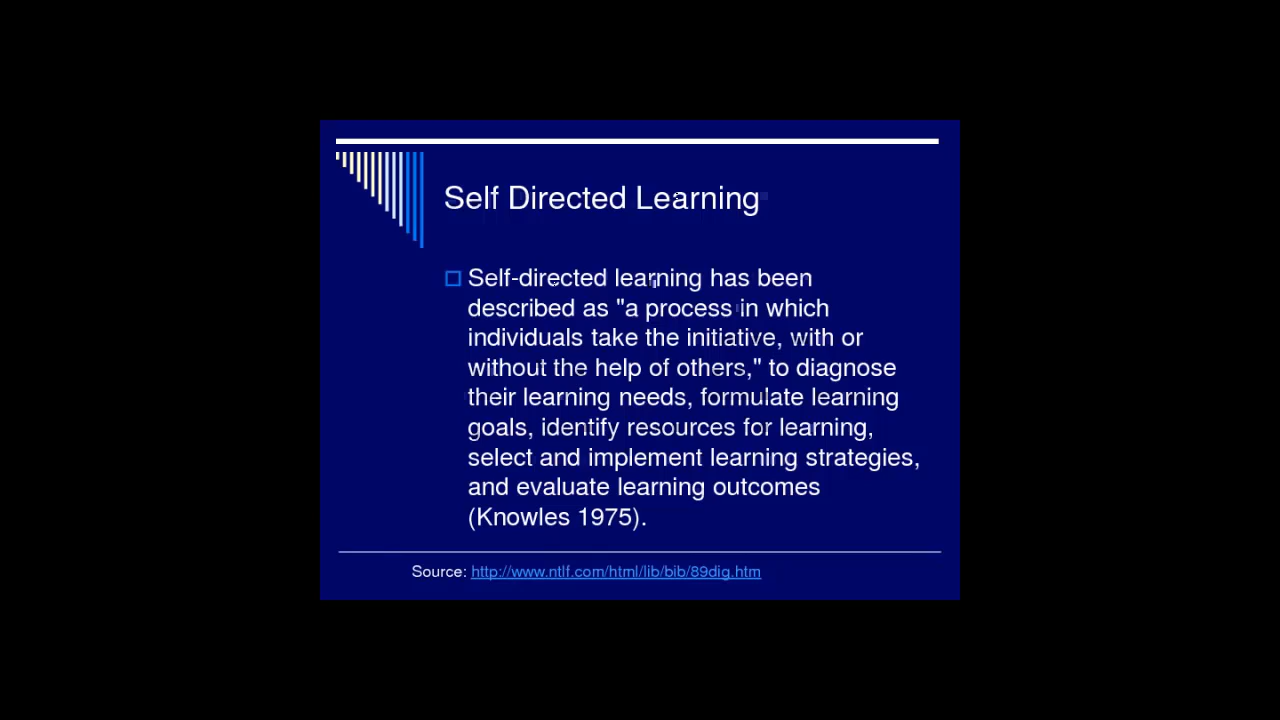 Self Directed Learning
Self-directed learning has been
described as "a process in which
individuals take the initiative, with or
without the help of others," to diagnose
their learning needs, formulate learning
goals, identify resources for learning,
select and implement learning strategies,
and evaluate learning outcomes
(Knowles 1975).
Source: http://www.ntlf.com/html/lib/bib/89dig.htm